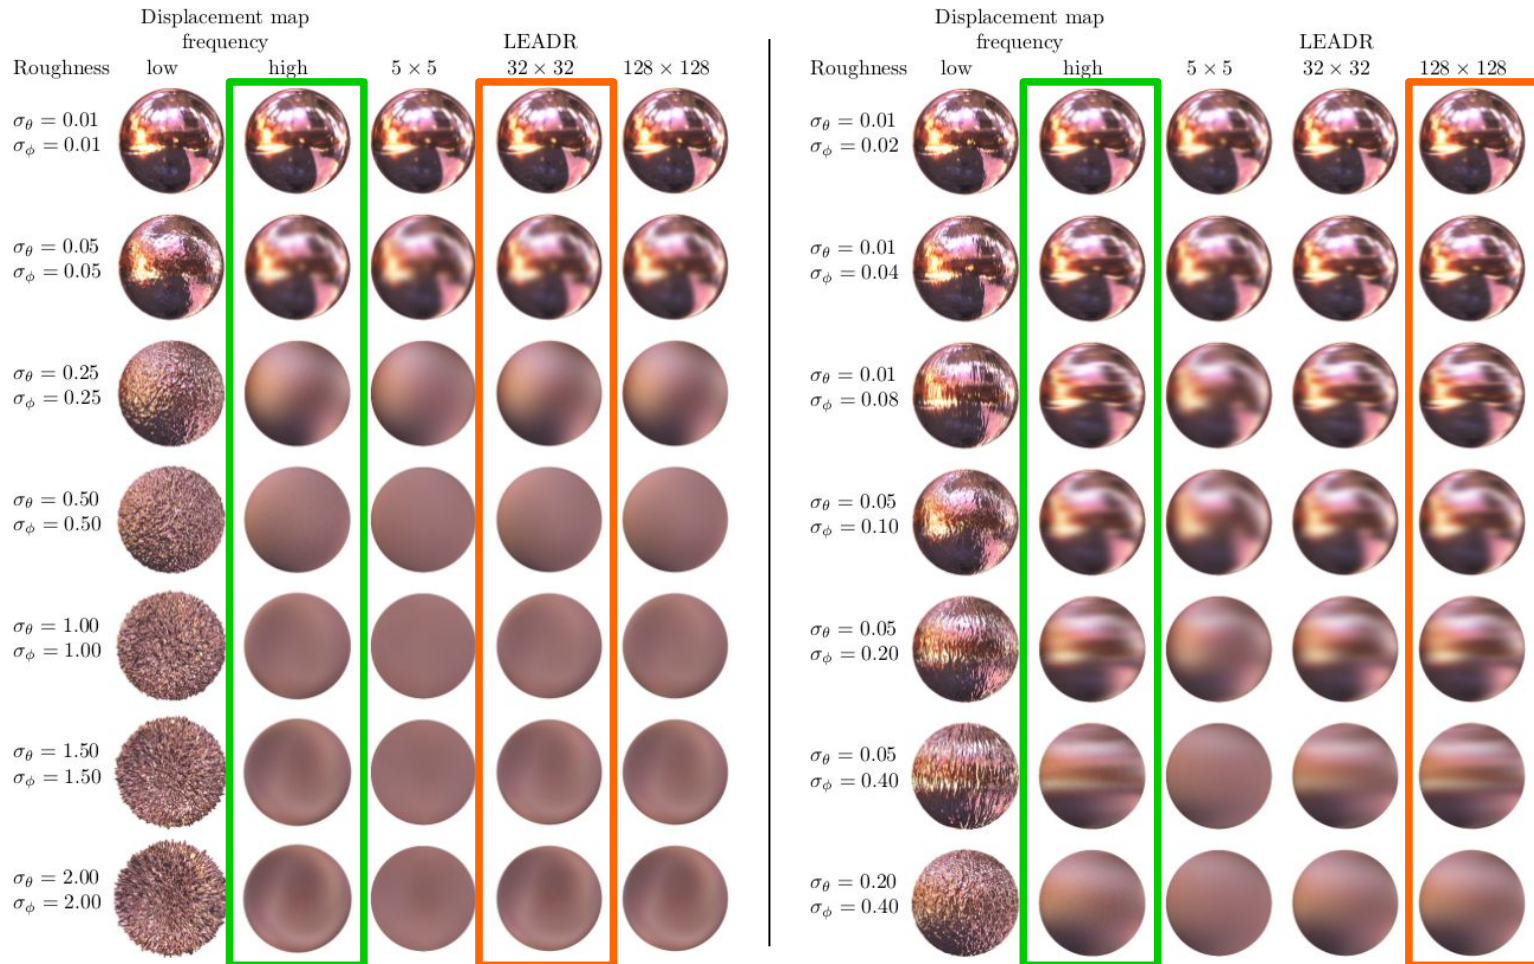 Displacement map
frequency LEADR
Roughness low high 5 × 5 32 × 32 128 × 128
σθ = 0.01
σϕ = 0.01
σθ = 0.05
σϕ = 0.05
σθ = 0.25
σϕ = 0.25
σθ = 0.50
σϕ = 0.50
σθ = 1.00
σϕ = 1.00
σθ = 1.50
σϕ = 1.50
σθ = 2.00
σϕ = 2.00
Displacement map
frequency LEADR
Roughness low high 5 × 5 32 × 32 128 × 128
σθ = 0.01
σϕ = 0.02
σθ = 0.01
σϕ = 0.04
σθ = 0.01
σϕ = 0.08
σθ = 0.05
σϕ = 0.10
σθ = 0.05
σϕ = 0.20
σθ = 0.05
σϕ = 0.40
σθ = 0.20
σϕ = 0.40